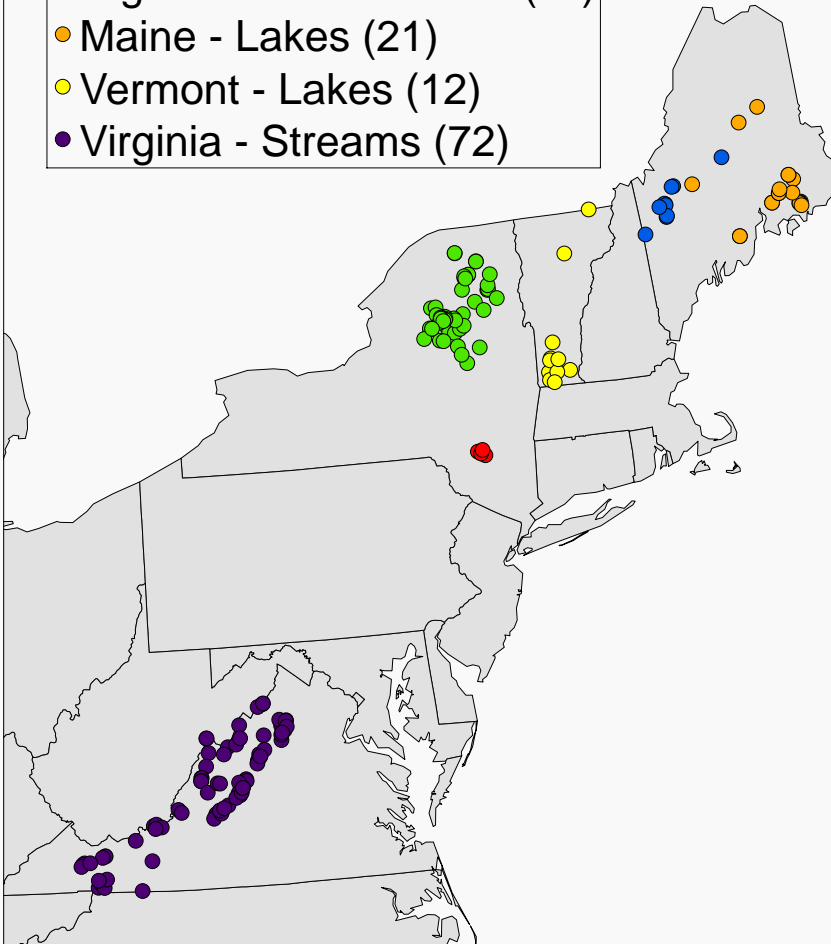 Maine - Lakes (21)
Vermont - Lakes (12)
Virginia - Streams (72)